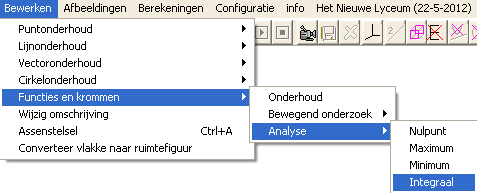 Bewerken Afbeeldingen Berekeningen Configuratie info Het Nieuwe Lyceum (22-5-2012)
Puntonderhoud
Lijnonderhoud
Vectoronderhoud
Cirkelonderhoud
Functies en krommen
Wijzig omschrijving
Assenstelsel Ctrl+A
Converteer vlakke naar ruimtefiguur
Onderhoud
Bewegend onderzoek
Analyse
Nulpunt
Maximum
Minimum
Integraal